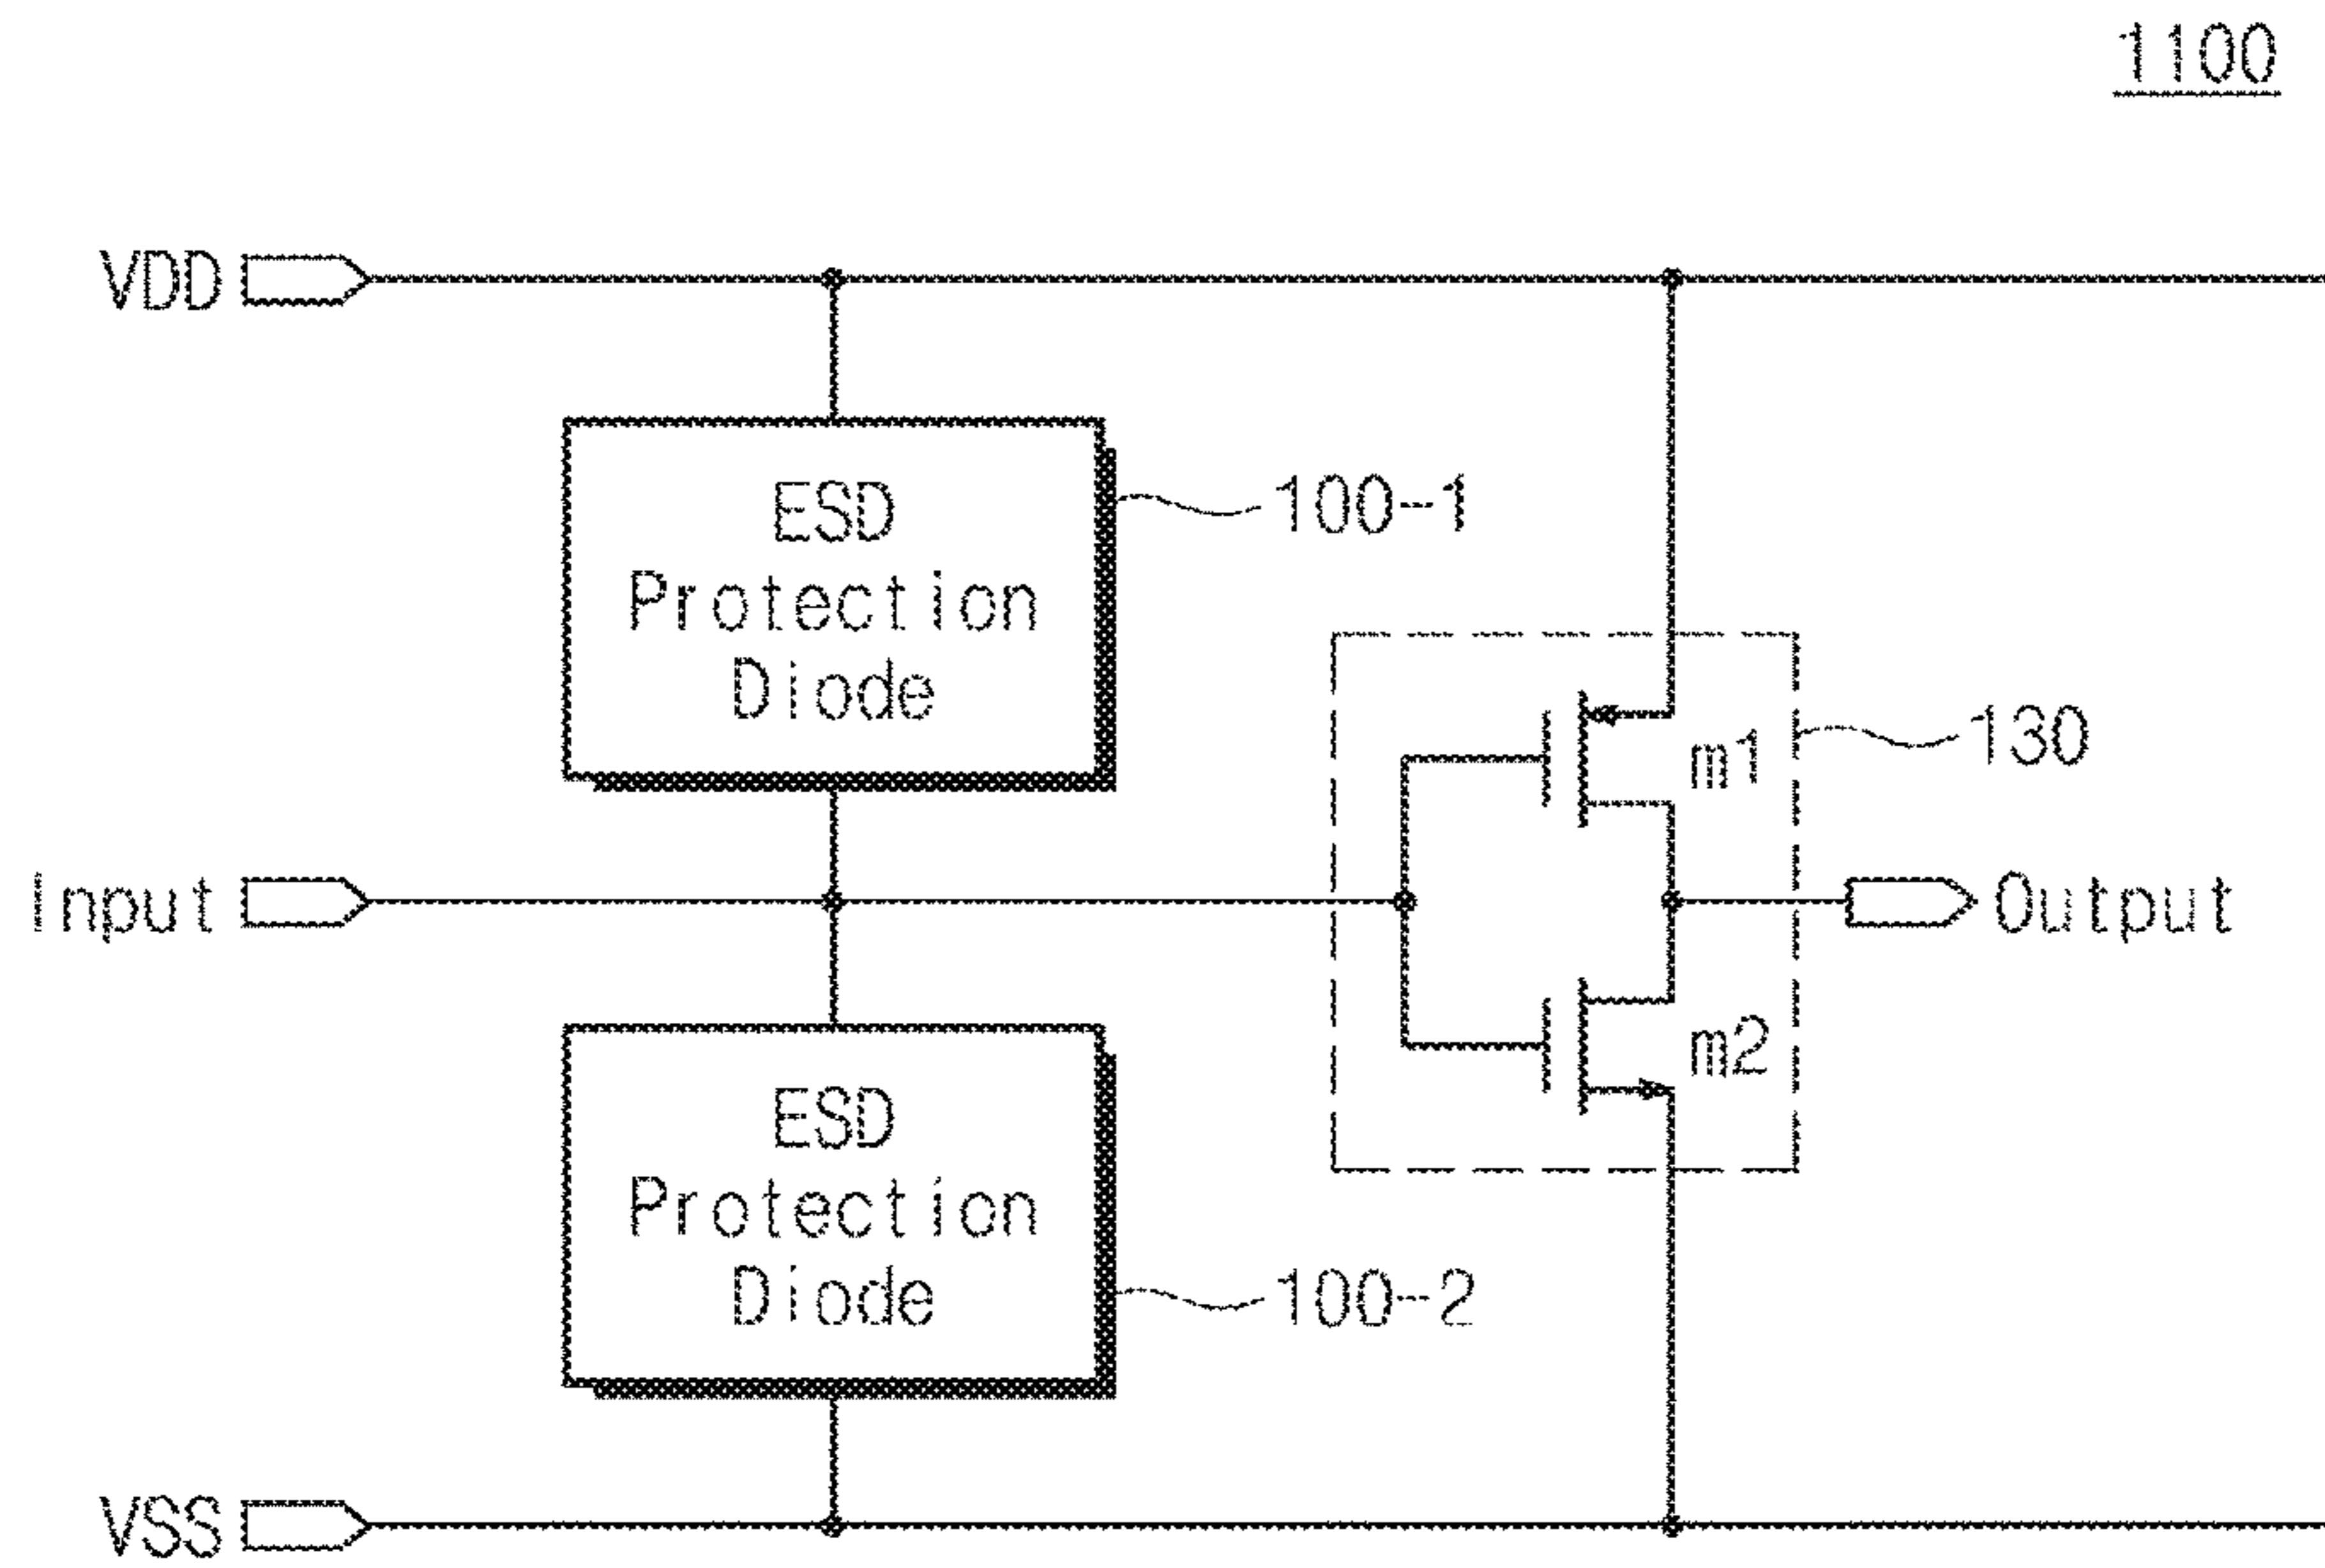 1100
VDD
ESD
Protection
Diode
100-1
m1
130
Input
Output
m2
ESD
Protection
Diode
100-2
VSS